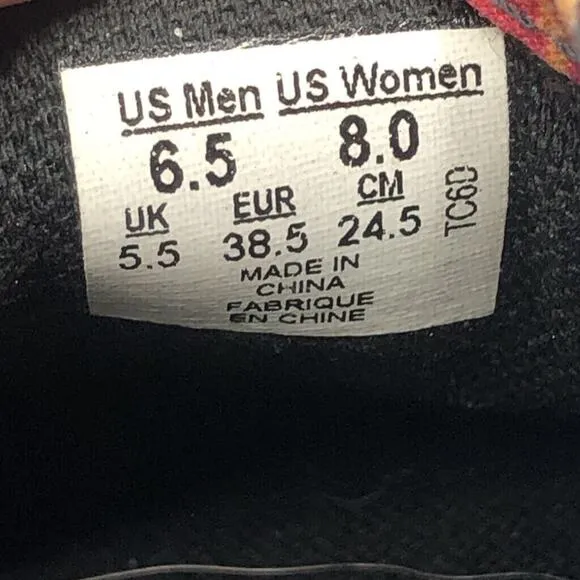 US Men US Women
6.5 8.0
UK EUR CM
5.5 38.5 24.5
MADE IN
CHINA
FABRIQUE
EN CHINE
TC6D